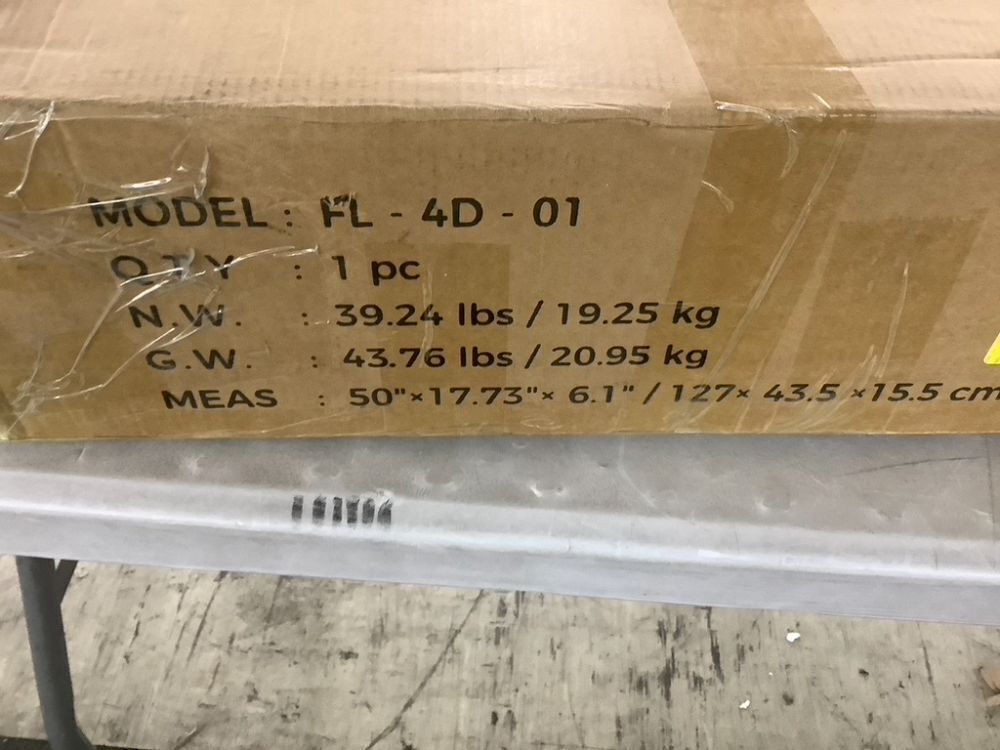 MODEL : FL - 4D - 01
QTY : 1 pc
N.W. : 39.24 lbs / 19.25 kg
G.W. : 43.76 lbs / 20.95 kg
MEAS : 50"×17.73"× 6.1" / 127× 43.5 ×15.5 cm